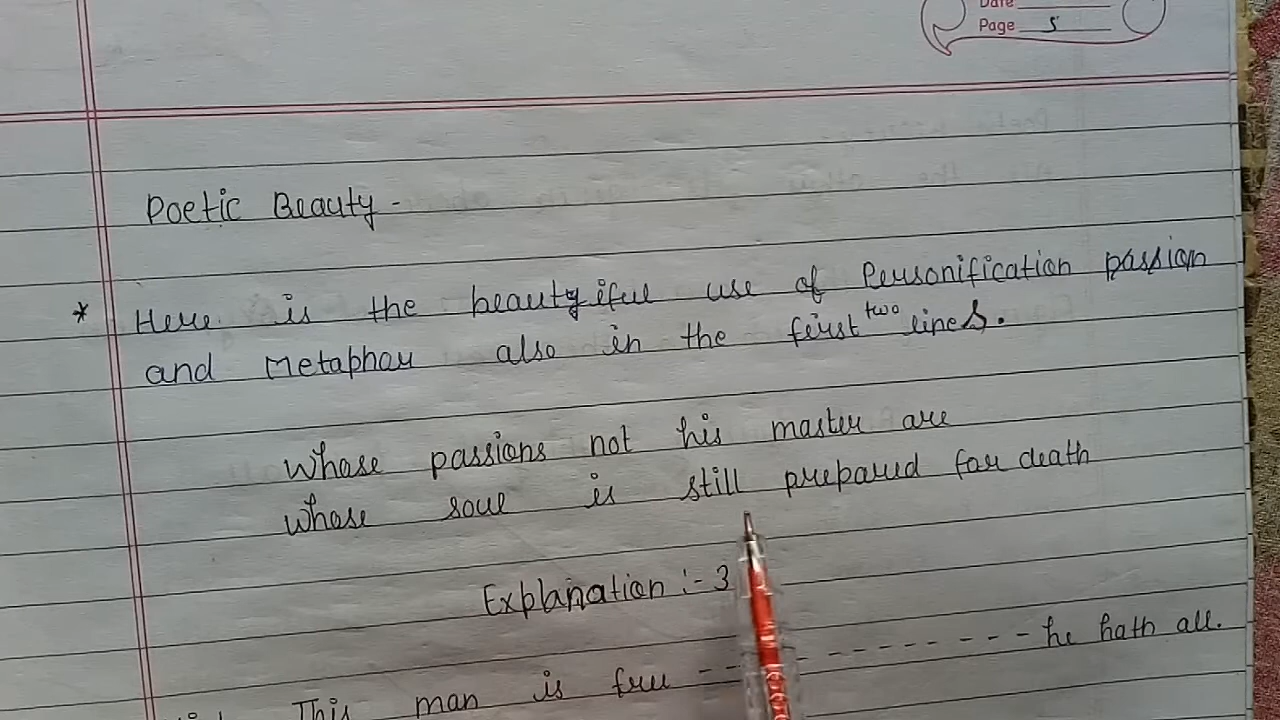 Date
Page 5
Poetic Beauty -
* Here is the beautyiful use of Personification passion
and Metaphor also in the first two lines.
Whose passions not his master are
Whose soul is still prepared for death
Explanation :- 3
This man is free - - - - - - - - - - he hath all.